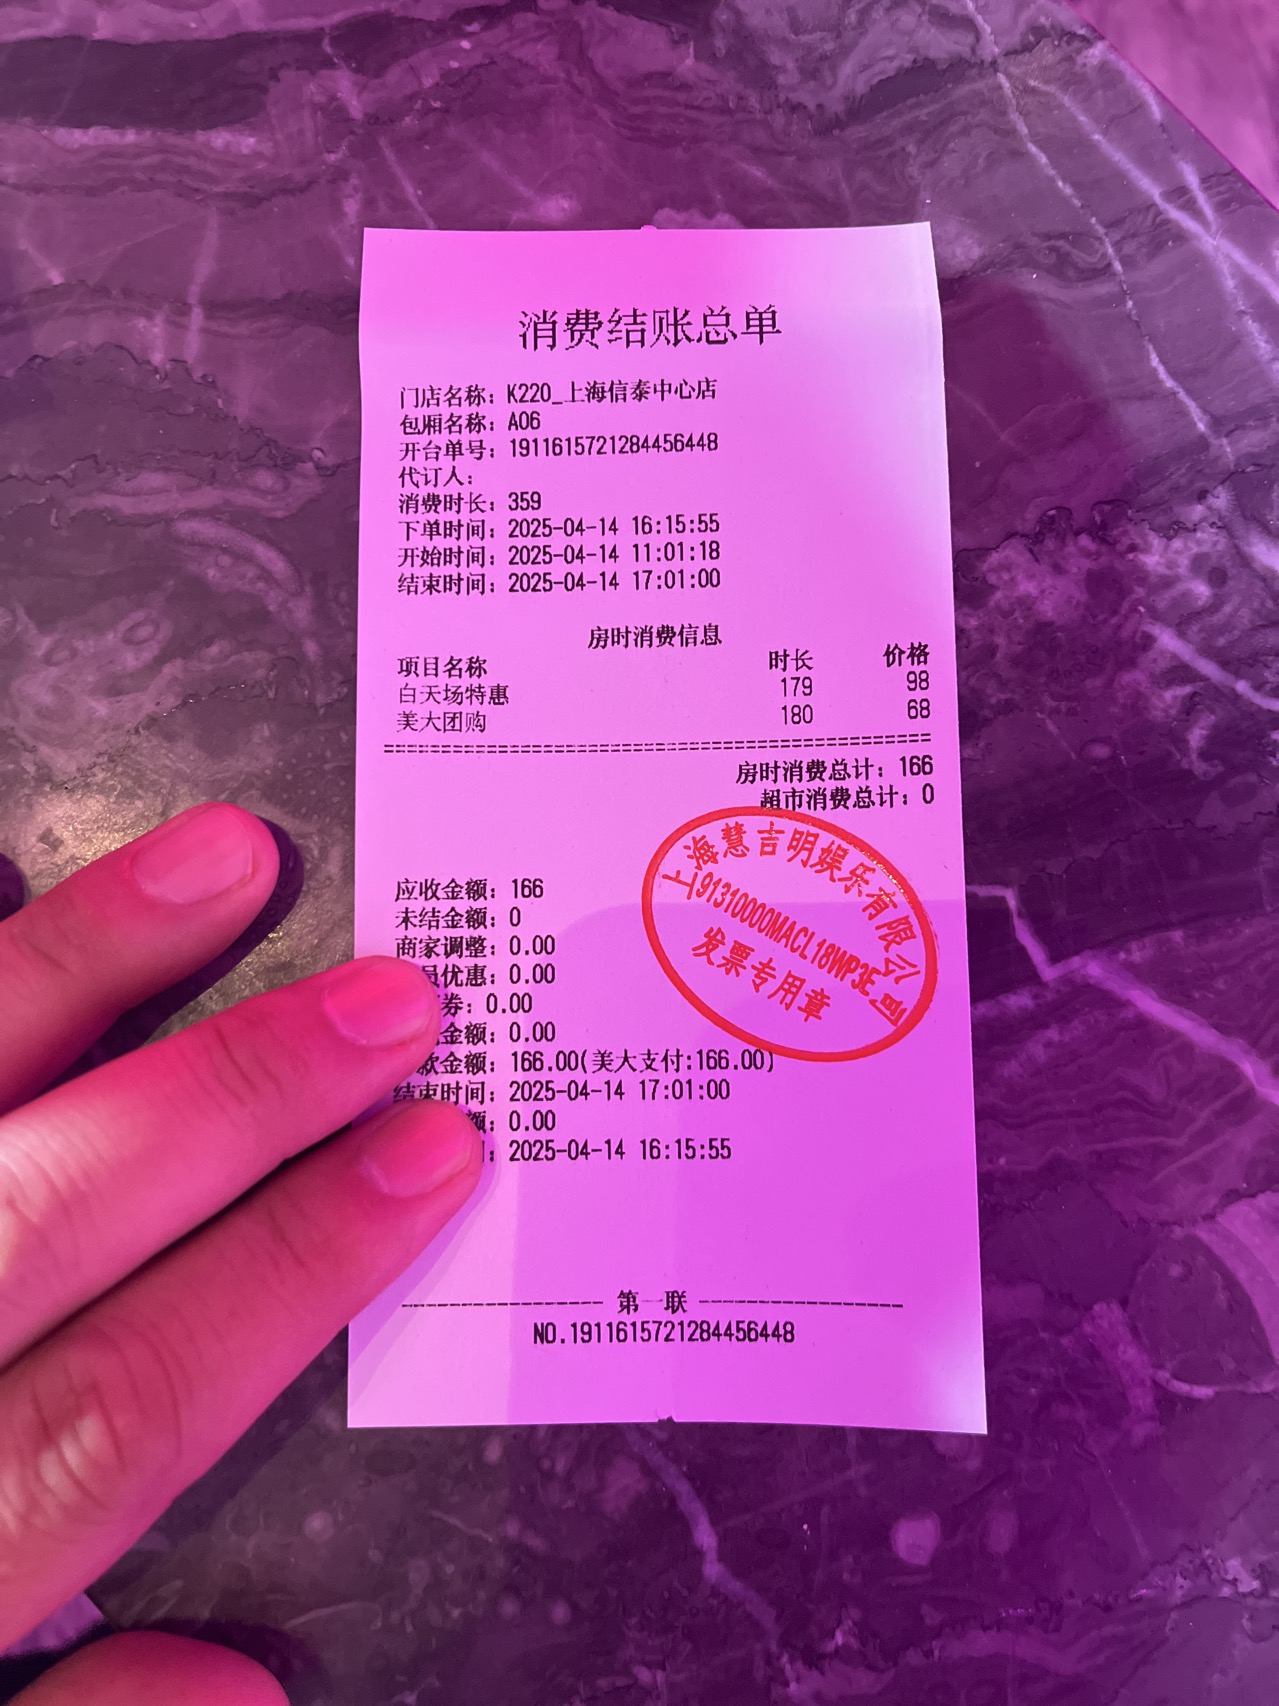 消费结账总单
门店名称：K220_上海信泰中心店
包厢名称：A06
开台单号：1911615721284456448
代订人：
消费时长：359
下单时间：2025-04-14 16:15:55
开始时间：2025-04-14 11:01:18
结束时间：2025-04-14 17:01:00
房时消费信息
项目名称 时长 价格
白天场特惠 179 98
美大团购 180 68
房时消费总计：166
超市消费总计：0
上海慧吉明娱乐有限公司
91310000MACL18WP3E
发票专用章
应收金额：166
未结金额：0
商家调整：0.00
员优惠：0.00
券：0.00
金额：0.00
款金额：166.00(美大支付:166.00)
结束时间：2025-04-14 17:01:00
额：0.00
：2025-04-14 16:15:55
第一联
NO.1911615721284456448